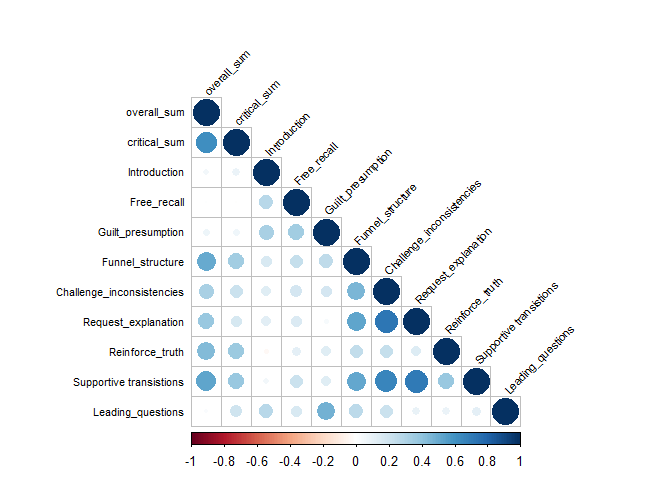 overall_sum
critical_sum
Introduction
Free_recall
Guilt_presumption
Funnel_structure
Challenge_inconsistencies
Request_explanation
Reinforce_truth
Supportive transistions
Leading_questions
overall_sum
critical_sum
Introduction
Free_recall
Guilt_presumption
Funnel_structure
Challenge_inconsistencies
Request_explanation
Reinforce_truth
Supportive transistions
Leading_questions
-1 -0.8 -0.6 -0.4 -0.2 0 0.2 0.4 0.6 0.8 1